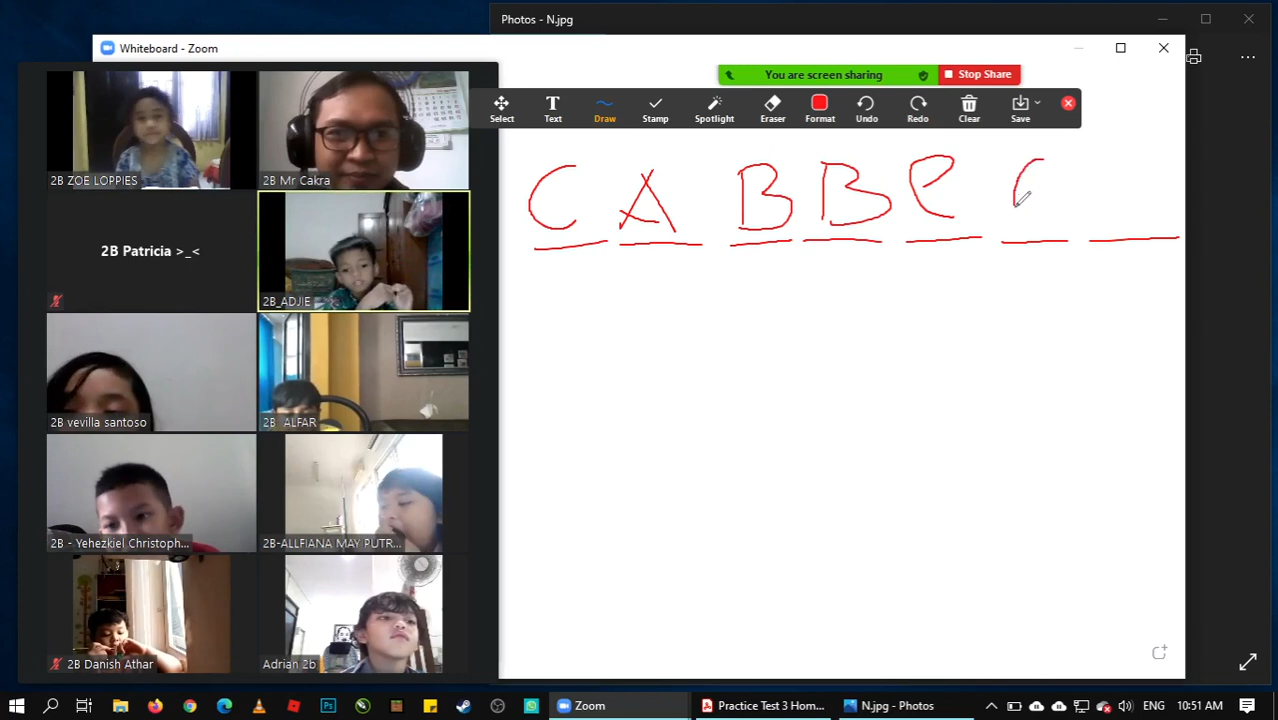 Photos - N.jpg
Whiteboard - Zoom
You are screen sharing
Stop Share
Select
Text
Draw
Stamp
Spotlight
Eraser
Format
Undo
Redo
Clear
Save
2B ZOE LOPPIES
2B Mr Cakra
2B Patricia >_<
2B_ADJIE
2B vevilla santoso
2B - Yehezkiel Christoph...
2B-ALLFIANA MAY PUTR...
2B Danish Athar
Adrian 2b
C A B B e
Zoom
Practice Test 3 Hom...
N.jpg - Photos
ENG
10:51 AM